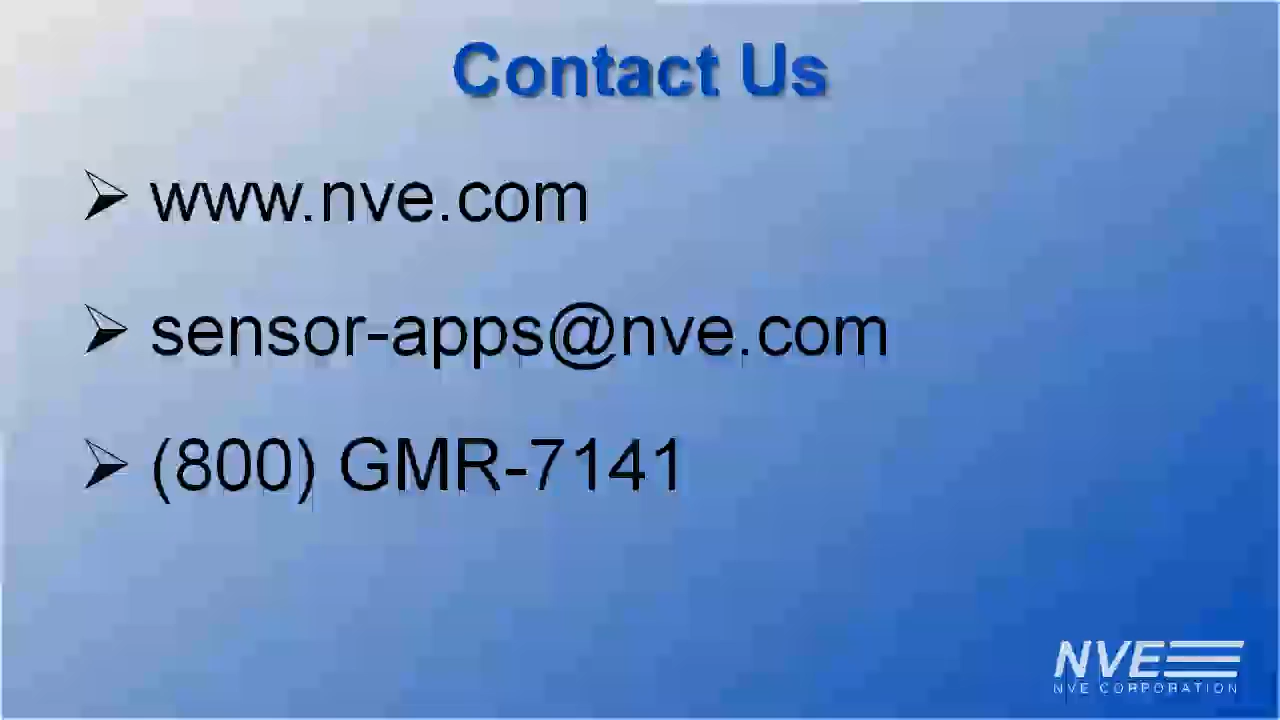 Contact Us
www.nve.com
sensor-apps@nve.com
(800) GMR-7141
NVE
NVE CORPORATION